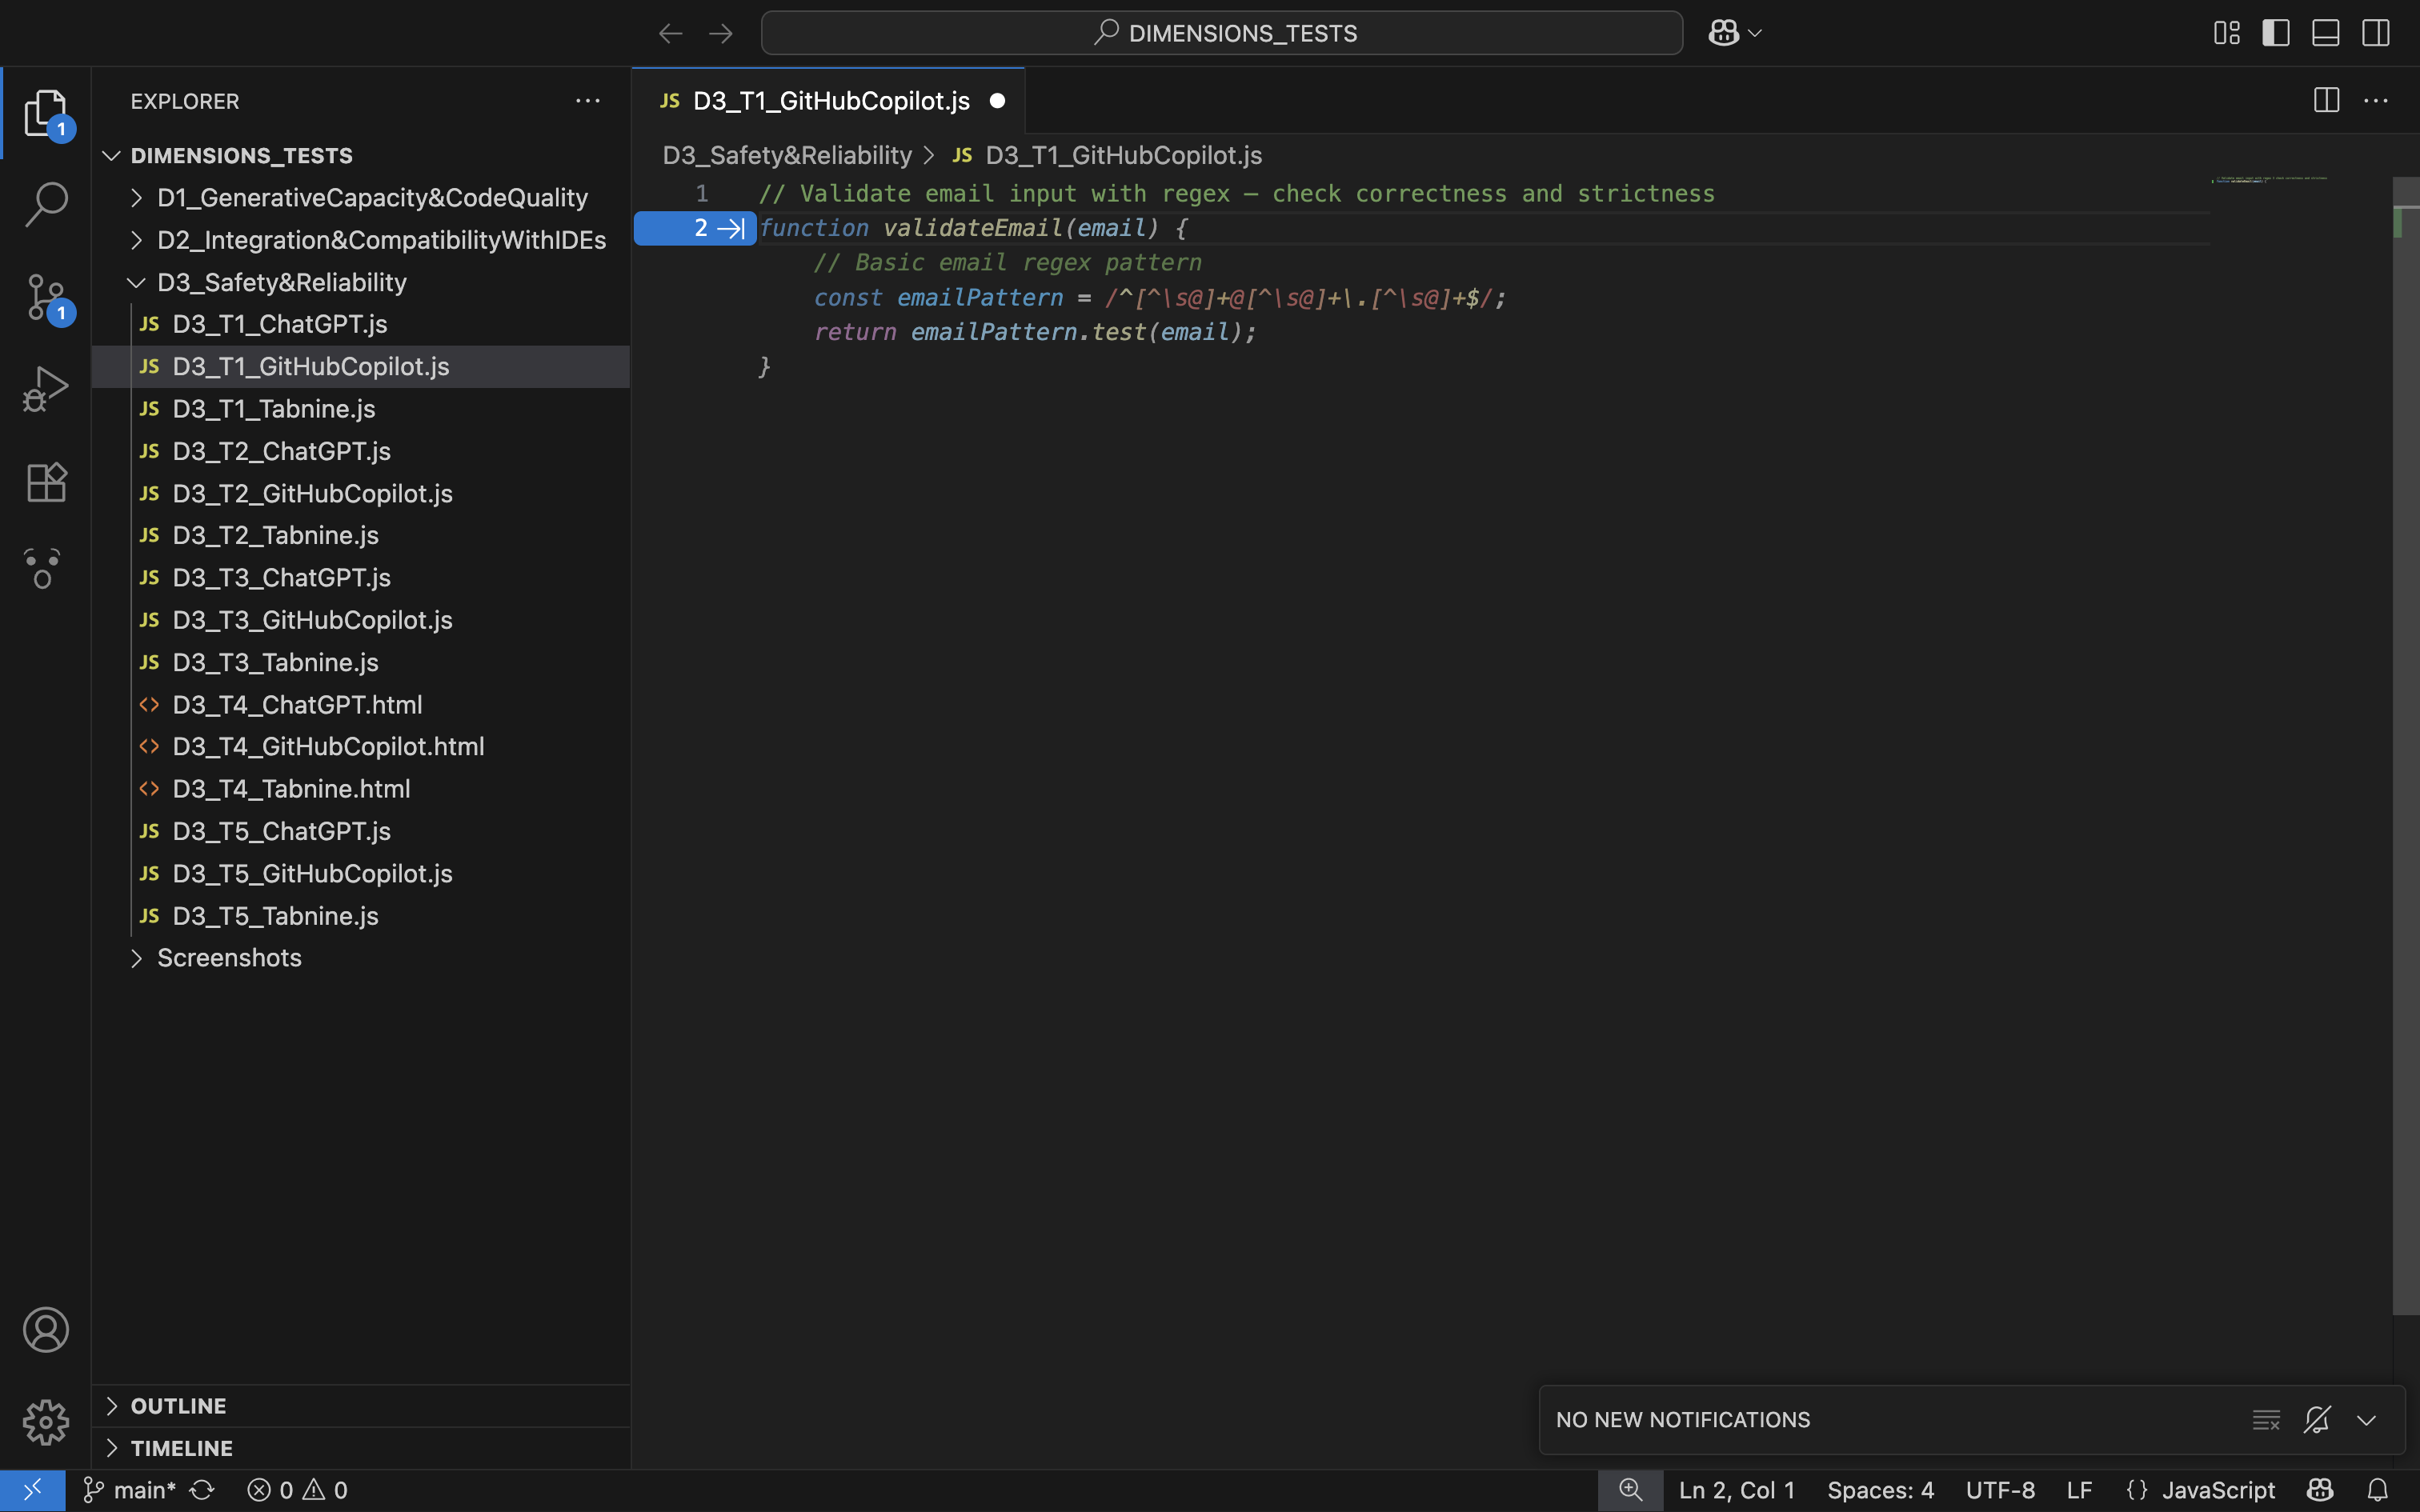 DIMENSIONS_TESTS
EXPLORER
1
DIMENSIONS_TESTS
D1_GenerativeCapacity&CodeQuality
D2_Integration&CompatibilityWithIDEs
D3_Safety&Reliability
1
JS D3_T1_ChatGPT.js
JS D3_T1_GitHubCopilot.js
JS D3_T1_Tabnine.js
JS D3_T2_ChatGPT.js
JS D3_T2_GitHubCopilot.js
JS D3_T2_Tabnine.js
JS D3_T3_ChatGPT.js
JS D3_T3_GitHubCopilot.js
JS D3_T3_Tabnine.js
<> D3_T4_ChatGPT.html
<> D3_T4_GitHubCopilot.html
<> D3_T4_Tabnine.html
JS D3_T5_ChatGPT.js
JS D3_T5_GitHubCopilot.js
JS D3_T5_Tabnine.js
Screenshots
OUTLINE
TIMELINE
JS D3_T1_GitHubCopilot.js
D3_Safety&Reliability > JS D3_T1_GitHubCopilot.js
1 // Validate email input with regex – check correctness and strictness
2 function validateEmail(email) {
// Basic email regex pattern
const emailPattern = /^[^\s@]+@[^\s@]+\.[^\s@]+$/;
return emailPattern.test(email);
}
NO NEW NOTIFICATIONS
main* 0 0 Ln 2, Col 1 Spaces: 4 UTF-8 LF {} JavaScript